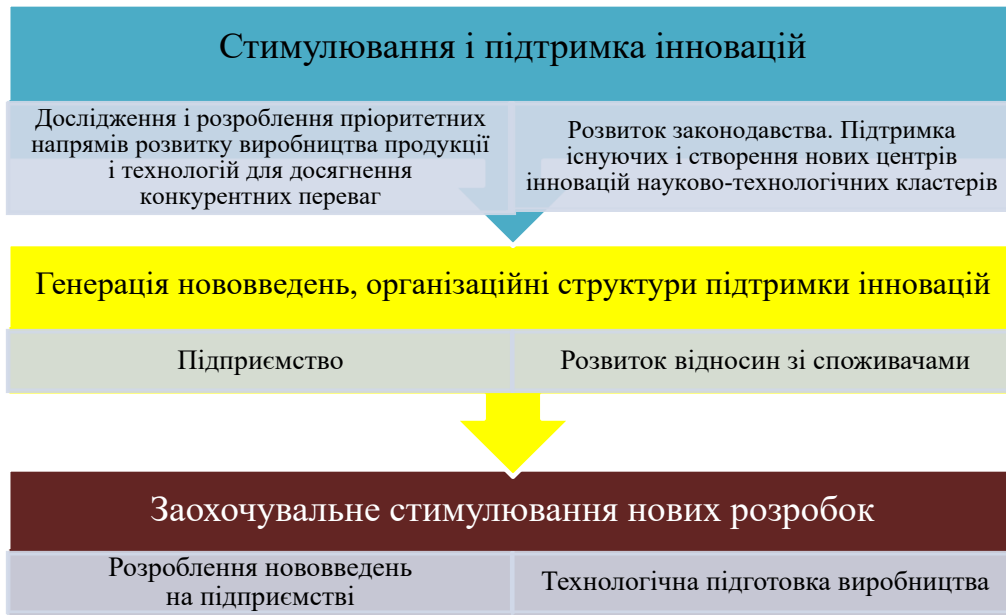 Стимулювання і підтримка інновацій
Дослідження і розроблення пріоритетних
напрямів розвитку виробництва продукції
і технологій для досягнення
конкурентних переваг
Розвиток законодавства. Підтримка
існуючих і створення нових центрів
інновацій науково-технологічних кластерів
Генерація нововведень, організаційні структури підтримки інновацій
Підприємство
Розвиток відносин зі споживачами
Заохочувальне стимулювання нових розробок
Розроблення нововведень
на підприємстві
Технологічна підготовка виробництва